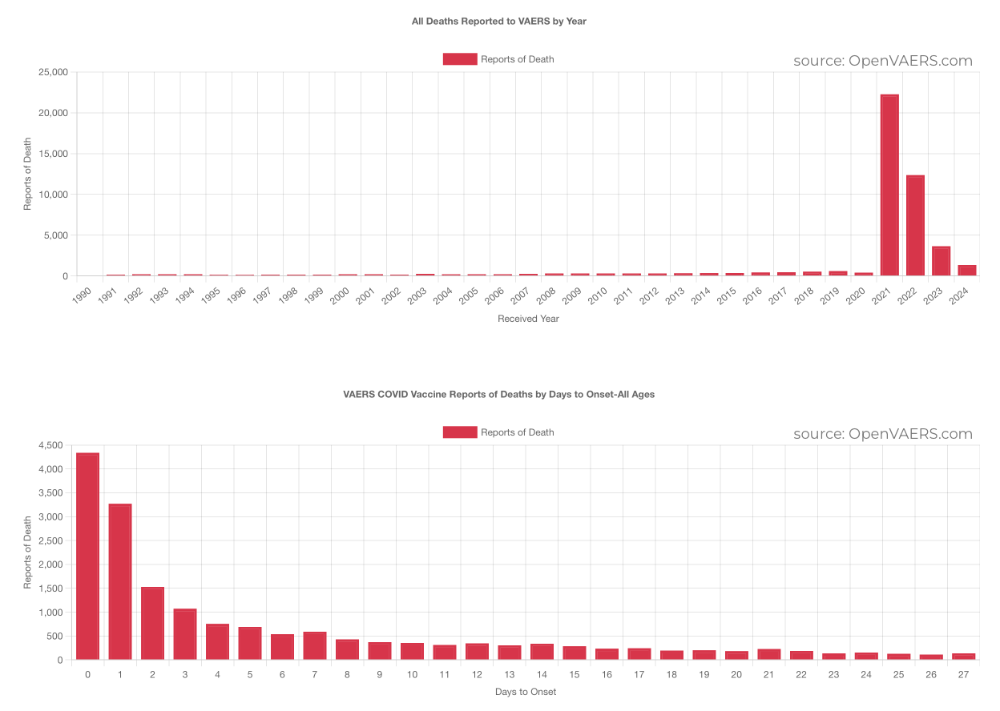 All Deaths Reported to VAERS by Year
Reports of Death
source: OpenVAERS.com
25,000
20,000
15,000
10,000
5,000
0
Reports of Death
1990 1991 1992 1993 1994 1995 1996 1997 1998 1999 2000 2001 2002 2003 2004 2005 2006 2007 2008 2009 2010 2011 2012 2013 2014 2015 2016 2017 2018 2019 2020 2021 2022 2023 2024
Received Year
VAERS COVID Vaccine Reports of Deaths by Days to Onset-All Ages
Reports of Death
source: OpenVAERS.com
4,500
4,000
3,500
3,000
2,500
2,000
1,500
1,000
500
0
Reports of Death
0 1 2 3 4 5 6 7 8 9 10 11 12 13 14 15 16 17 18 19 20 21 22 23 24 25 26 27
Days to Onset